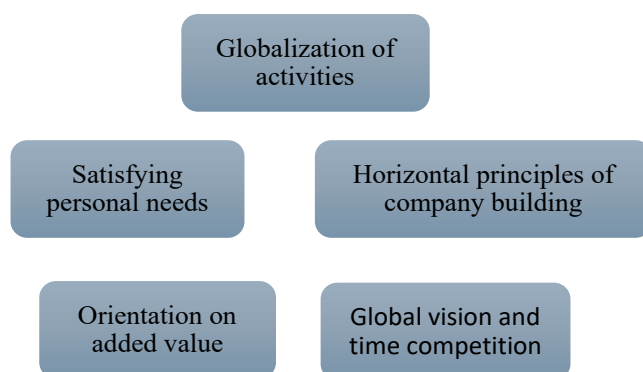 Globalization of
activities
Satisfying
personal needs
Horizontal principles of
company building
Orientation on
added value
Global vision and
time competition